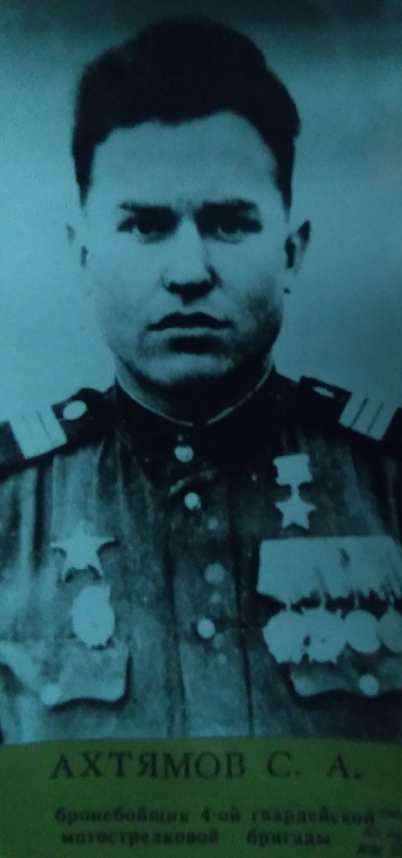 АХТЯМОВ С. А.
бронебойщик 4-ой гвардейской
мотострелковой бригады